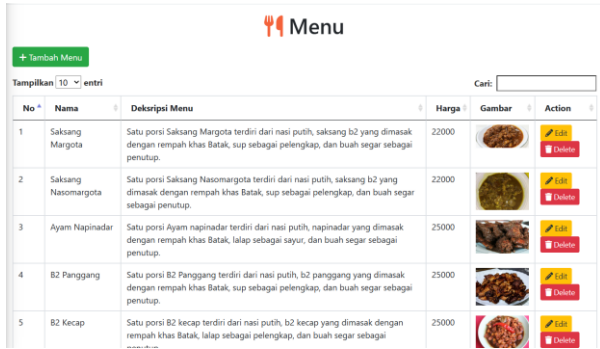 Menu
+ Tambah Menu
Tampilkan 10 entri Cari:
No Nama Deksripsi Menu Harga Gambar Action
1 Saksang Satu porsi Saksang Margota terdiri dari nasi putih, saksang b2 yang dimasak 22000 Edit
Margota dengan rempah khas Batak, sup sebagai pelengkap, dan buah segar sebagai Delete
penutup.
2 Saksang Satu porsi Saksang Nasomargota terdiri dari nasi putih, saksang b2 yang 22000 Edit
Nasomargota dimasak dengan rempah khas Batak, sup sebagai pelengkap, dan buah segar Delete
sebagai penutup.
3 Ayam Napinadar Satu porsi Ayam napinadar terdiri dari nasi putih, napinadar yang dimasak 25000 Edit
dengan rempah khas Batak, lalap sebagai sayur, dan buah segar sebagai Delete
penutup.
4 B2 Panggang Satu porsi B2 Panggang terdiri dari nasi putih, b2 panggang yang dimasak 25000 Edit
dengan rempah khas Batak, sup sebagai pelengkap, dan buah segar sebagai Delete
penutup.
5 B2 Kecap Satu porsi B2 kecap terdiri dari nasi putih, b2 kecap yang dimasak dengan 25000 Edit
rempah khas Batak, lalap sebagai pelengkap, dan buah segar sebagai Delete